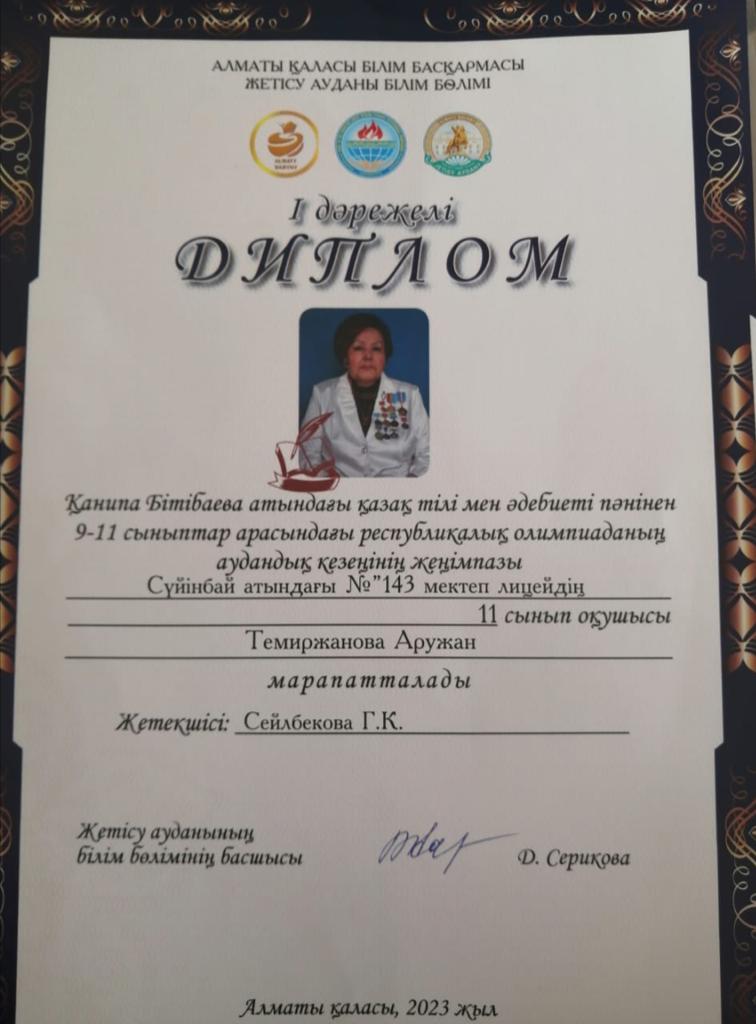 АЛМАТЫ ҚАЛАСЫ БІЛІМ БАСҚАРМАСЫ
ЖЕТІСУ АУДАНЫ БІЛІМ БӨЛІМІ
I дәрежелі
ДИПЛОМ
Қанипа Бітібаева атындағы қазақ тілі мен әдебиеті пәнінен
9-11 сыныптар арасындағы республикалық олимпиаданың
аудандық кезеңінің жеңімпазы
Сүйінбай атындағы №"143 мектеп лицейдің
11 сынып оқушысы
Темиржанова Аружан
марапатталады
Жетекшісі: Сейлбекова Г.К.
Жетісу ауданының
білім бөлімінің басшысы
Д. Серикова
Алматы қаласы, 2023 жыл